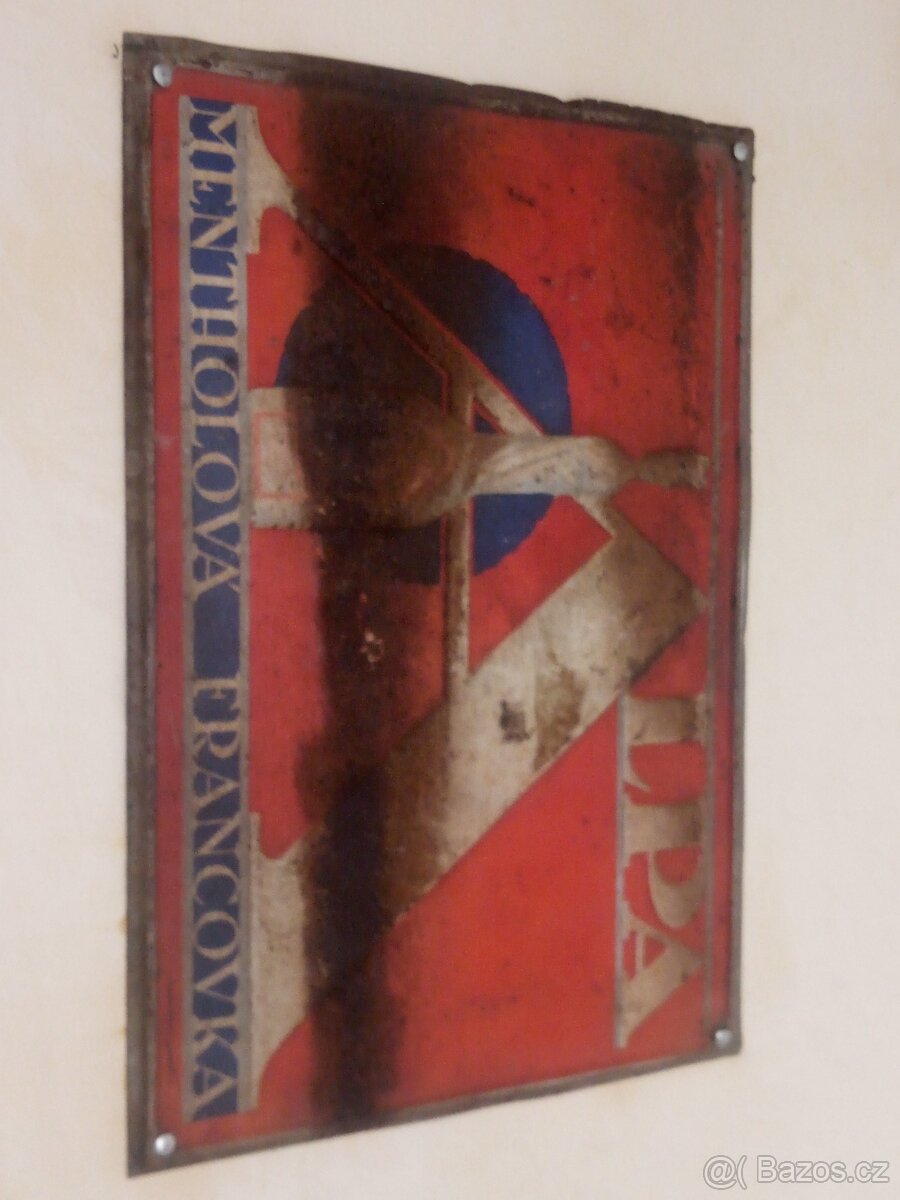 ALPA
MENTHOLOVÁ FRANCOVKA
@( Bazos.cz